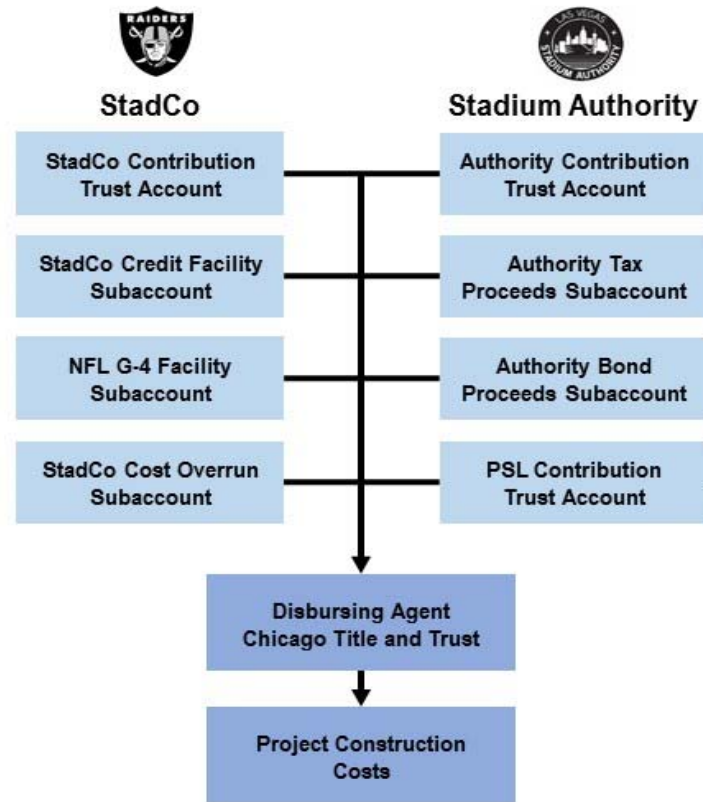 RAIDERS
StadCo
LAS VEGAS
STADIUM AUTHORITY
Stadium Authority
StadCo Contribution
Trust Account
Authority Contribution
Trust Account
StadCo Credit Facility
Subaccount
Authority Tax
Proceeds Subaccount
NFL G-4 Facility
Subaccount
Authority Bond
Proceeds Subaccount
StadCo Cost Overrun
Subaccount
PSL Contribution
Trust Account
Disbursing Agent
Chicago Title and Trust
Project Construction
Costs